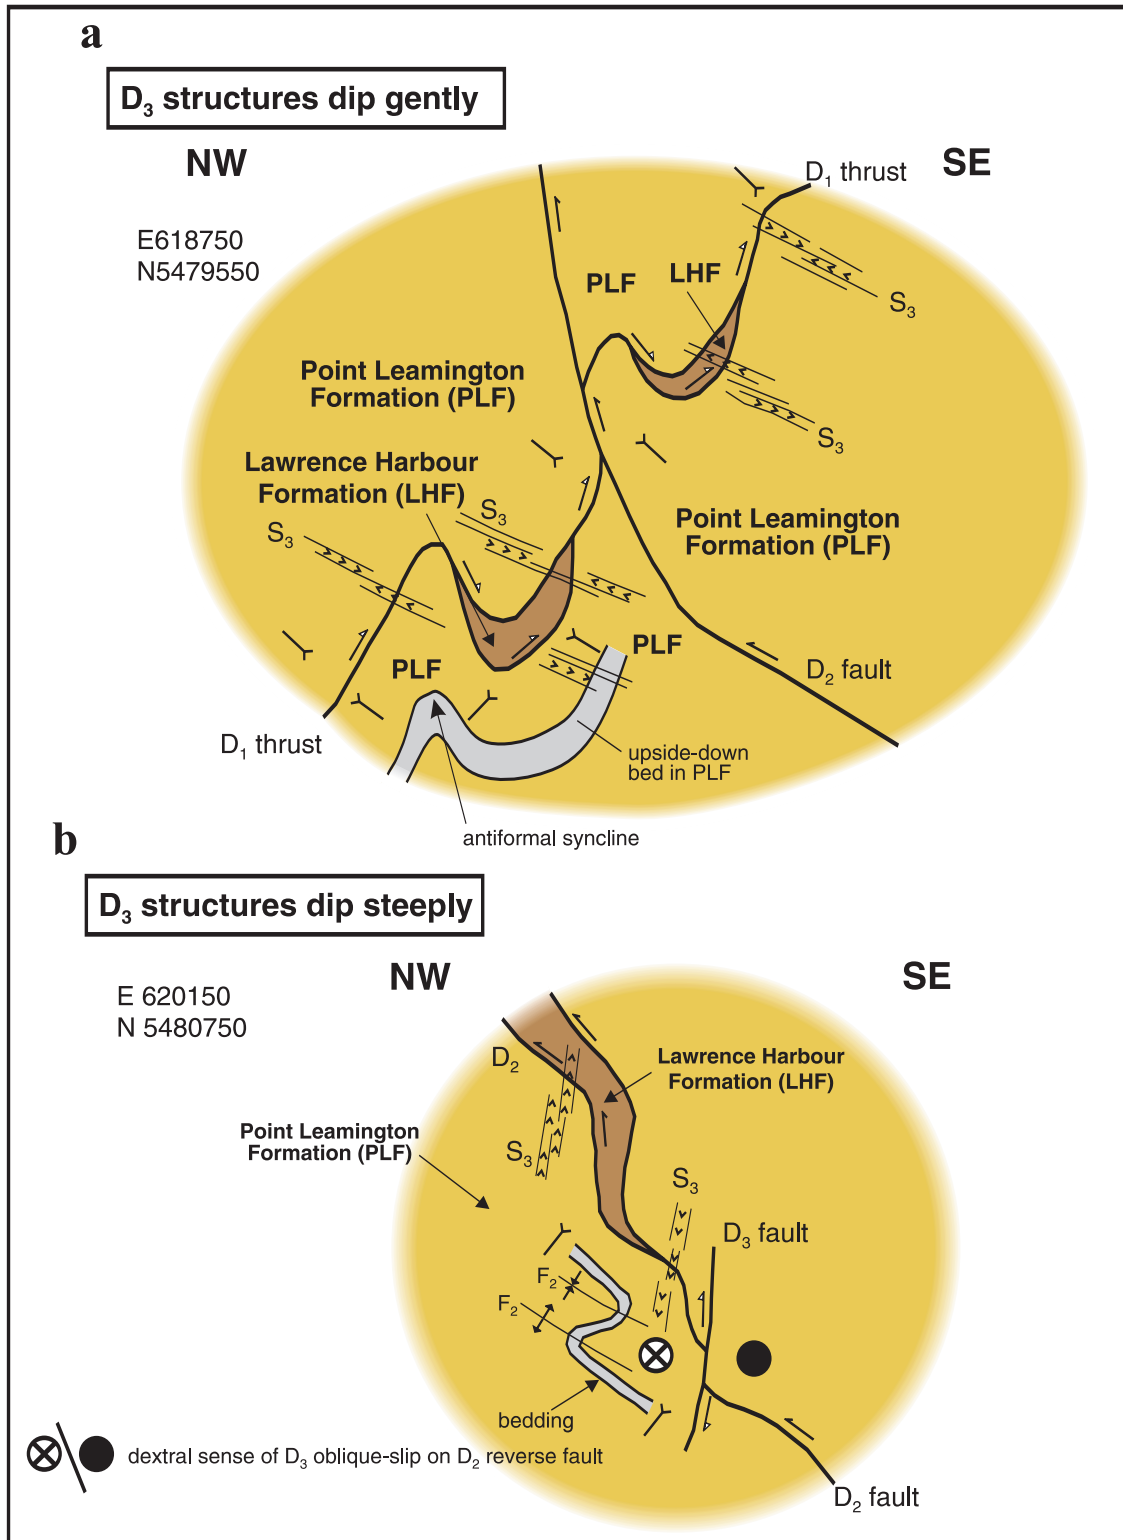 a
D₃ structures dip gently
NW
SE
D₁ thrust
E618750
N5479550
PLF
LHF
S₃
Point Leamington
Formation (PLF)
S₃
Lawrence Harbour
Formation (LHF)
S₃
S₃
Point Leamington
Formation (PLF)
PLF
PLF
D₂ fault
D₁ thrust
upside-down
bed in PLF
antiformal syncline
b
D₃ structures dip steeply
NW
SE
E 620150
N 5480750
D₂
Lawrence Harbour
Formation (LHF)
Point Leamington
Formation (PLF)
S₃
S₃
D₃ fault
F₂
F₂
bedding
dextral sense of D₃ oblique-slip on D₂ reverse fault
D₂ fault